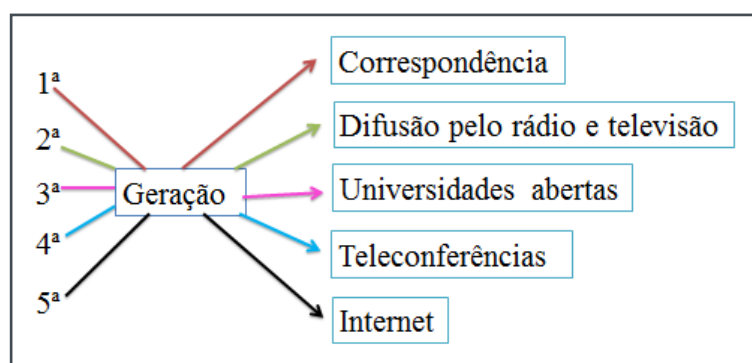 1ª
2ª
3ª
4ª
5ª
Geração
Correspondência
Difusão pelo rádio e televisão
Universidades abertas
Teleconferências
Internet